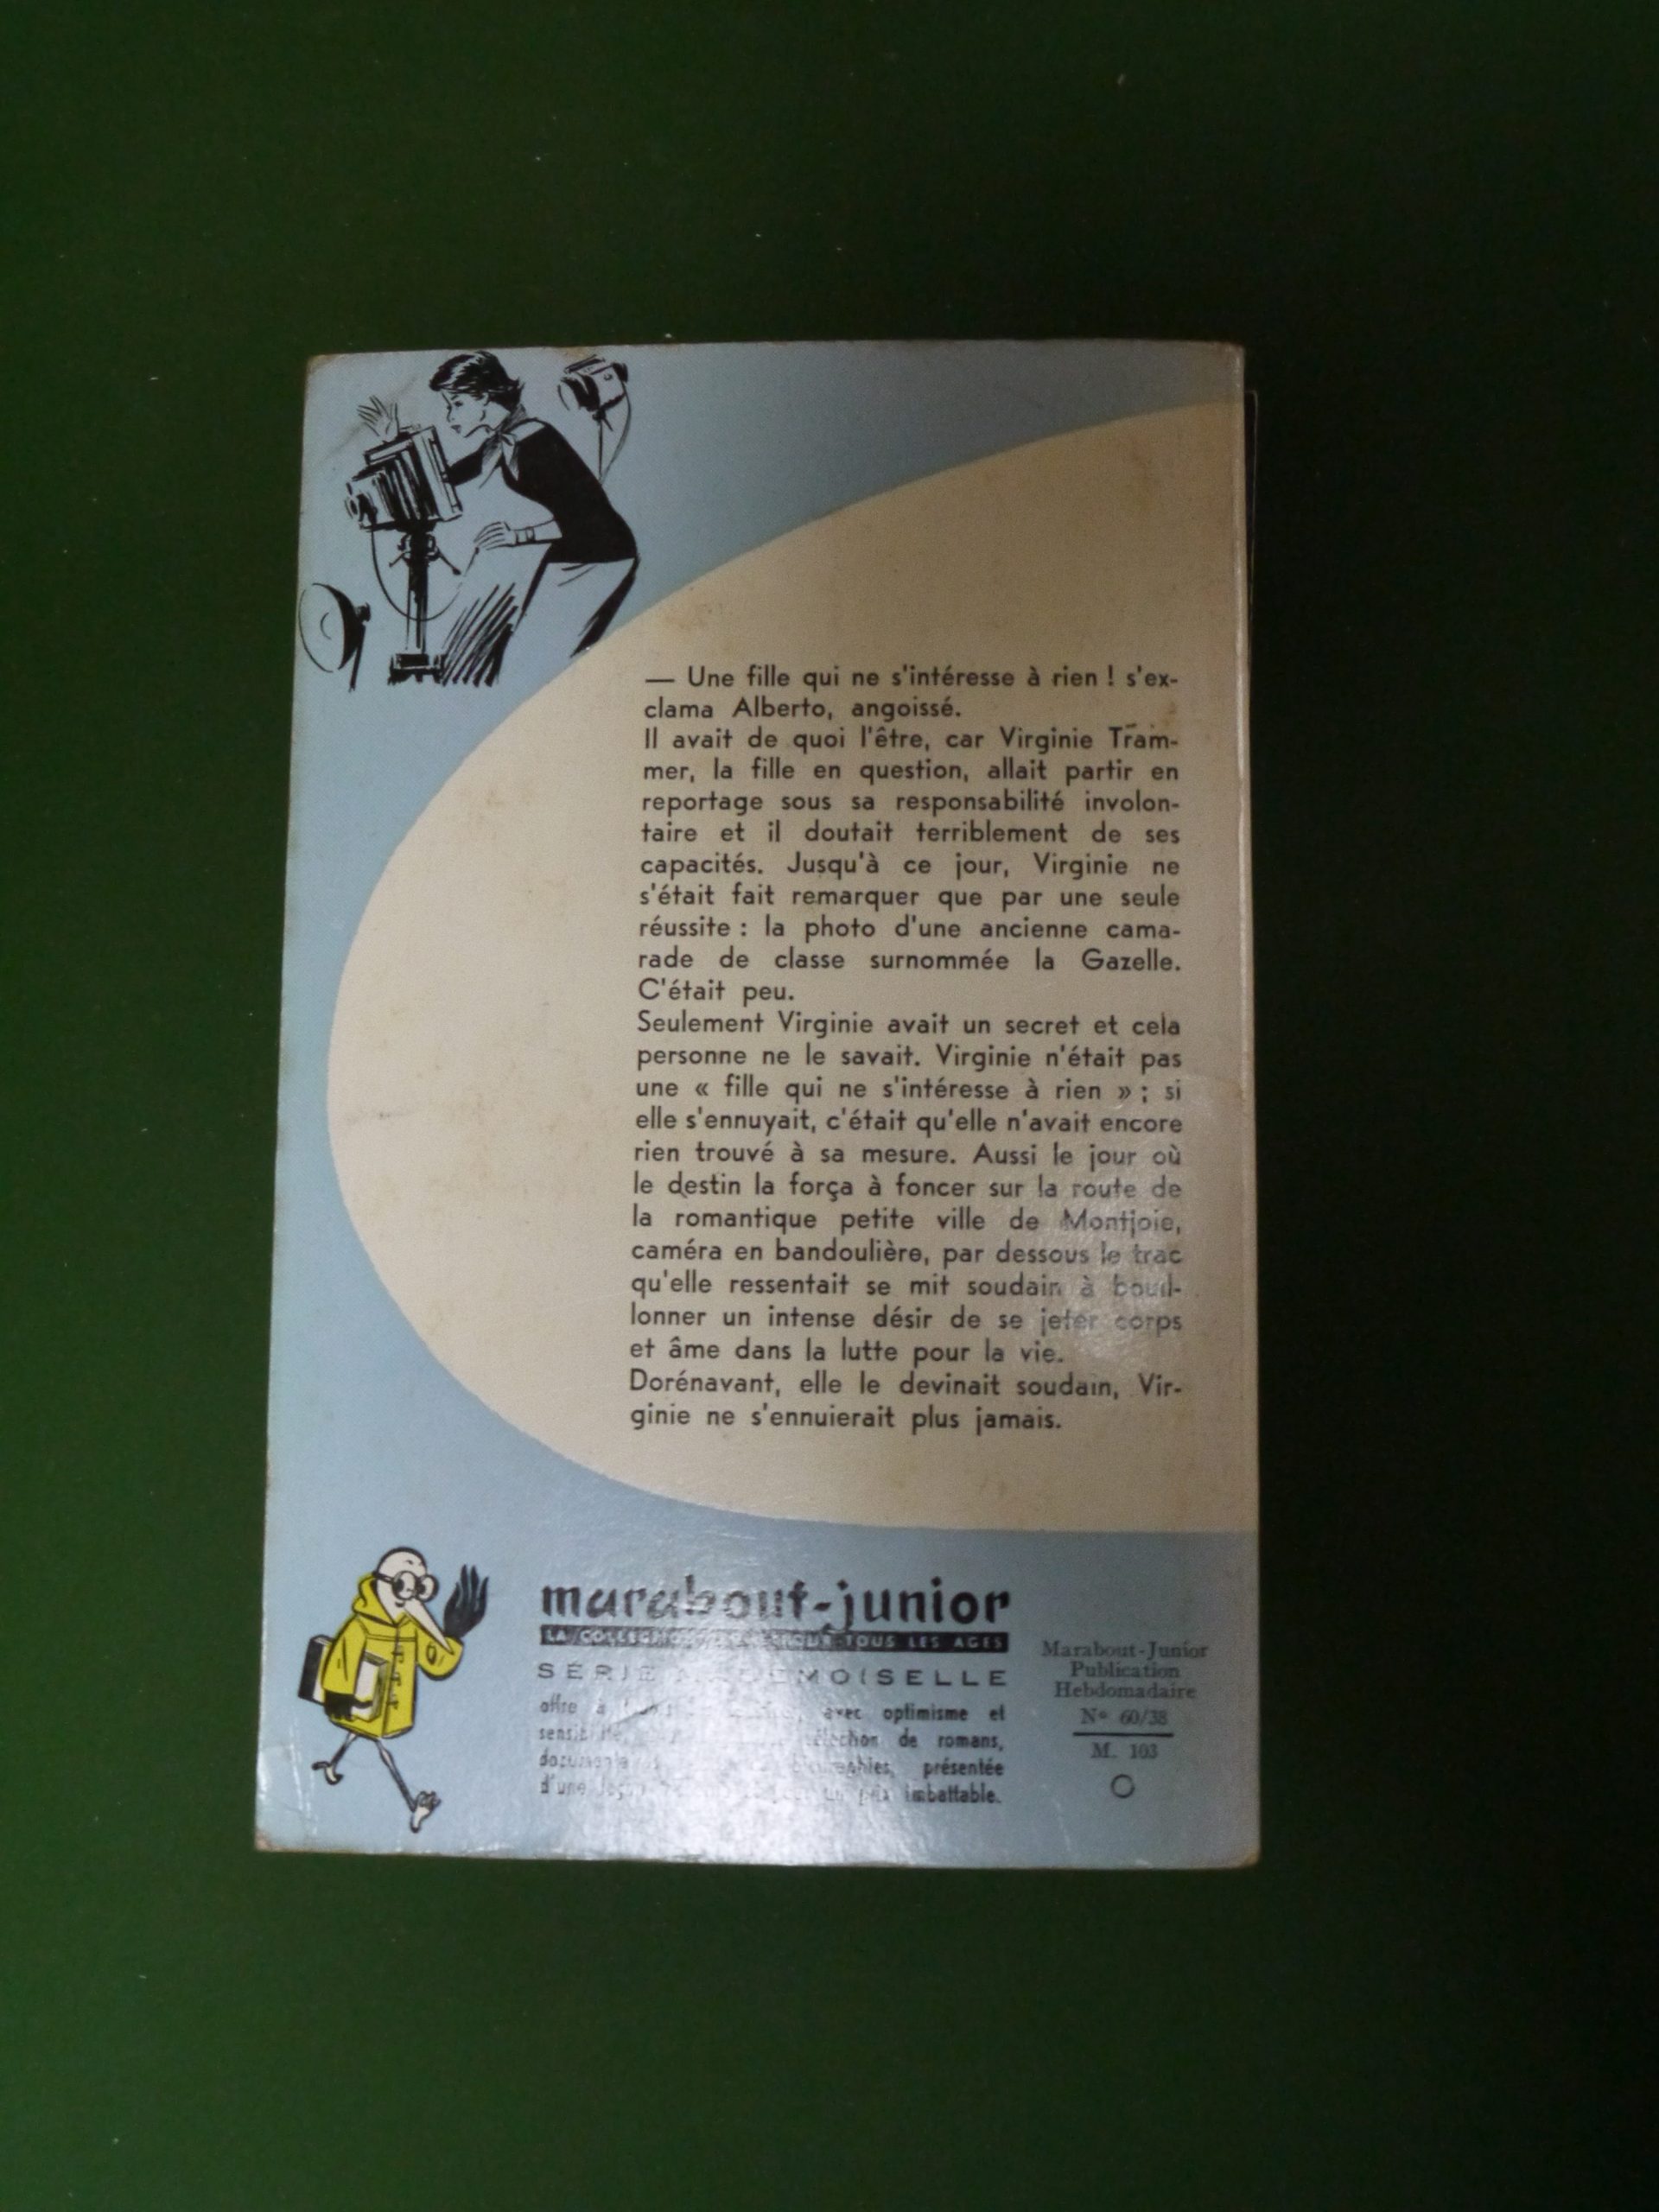 — Une fille qui ne s'intéresse à rien ! s'ex-
clama Alberto, angoissé.
Il avait de quoi l'être, car Virginie Tram-
mer, la fille en question, allait partir en
reportage sous sa responsabilité involon-
taire et il doutait terriblement de ses
capacités. Jusqu'à ce jour, Virginie ne
s'était fait remarquer que par une seule
réussite : la photo d'une ancienne cama-
rade de classe surnommée la Gazelle.
C'était peu.
Seulement Virginie avait un secret et cela
personne ne le savait. Virginie n'était pas
une « fille qui ne s'intéresse à rien » ; si
elle s'ennuyait, c'était qu'elle n'avait encore
rien trouvé à sa mesure. Aussi le jour où
le destin la força à foncer sur la route de
la romantique petite ville de Montjoie,
caméra en bandoulière, par dessous le trac
qu'elle ressentait se mit soudain à bouil-
lonner un intense désir de se jeter corps
et âme dans la lutte pour la vie.
Dorénavant, elle le devinait soudain, Vir-
ginie ne s'ennuierait plus jamais.
marabout-junior
LA POUR TOUS LES AGES
SÉRIE MADEMOISELLE
offre à avec optimisme et
de romans,
présentée
d'une prix imbattable.
Marabout-Junior
Publication
Hebdomadaire
N° 60/38
M. 103